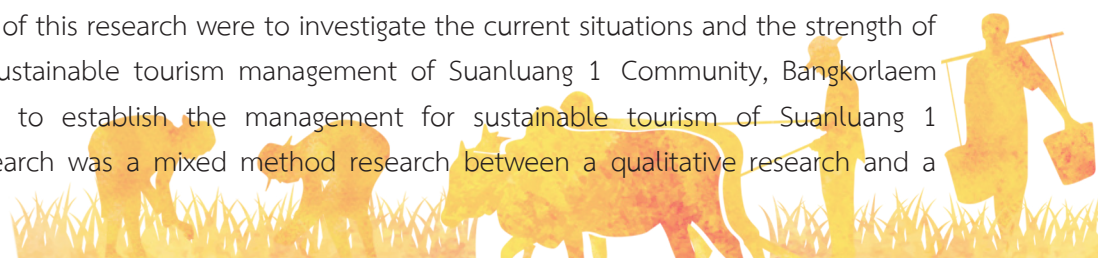 of this research were to investigate the current situations and the strength of
ustainable tourism management of Suanluang 1 Community, Bangkorlaem
to establish the management for sustainable tourism of Suanluang 1
earch was a mixed method research between a qualitative research and a